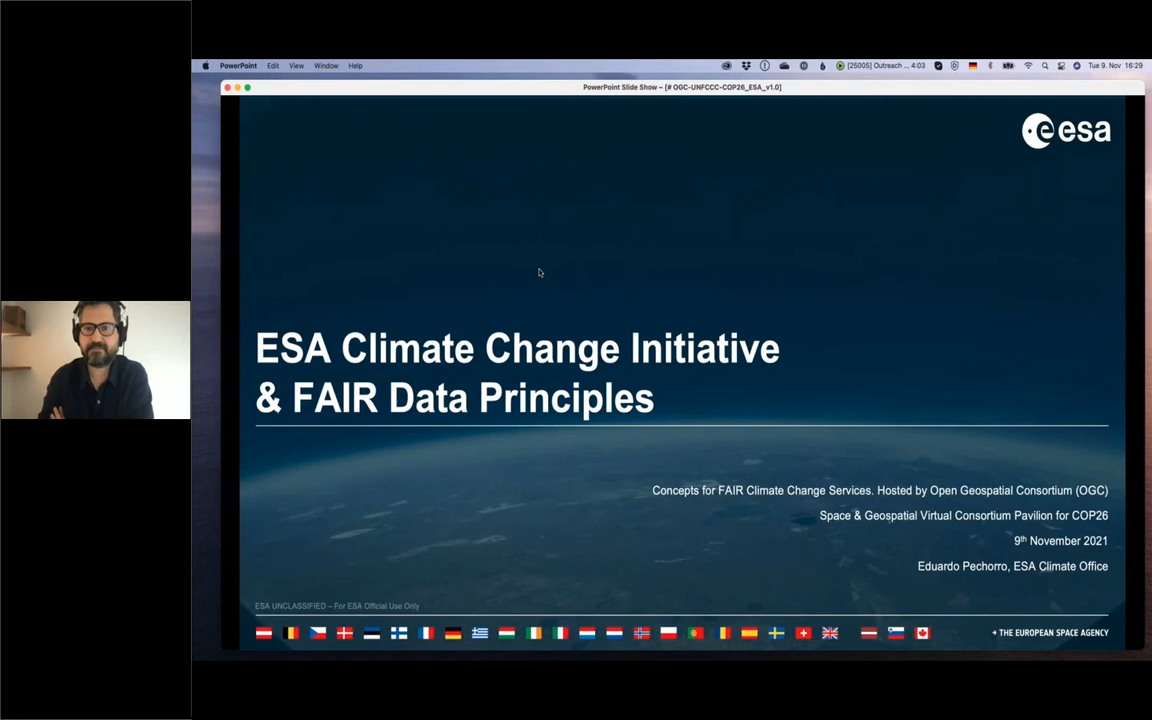 PowerPoint Edit View Window Help
[25005] Outreach ... 4:03 Tue 9. Nov 16:29
PowerPoint Slide Show – [# OGC-UNFCCC-COP26_ESA_v1.0]
esa
ESA Climate Change Initiative
& FAIR Data Principles
Concepts for FAIR Climate Change Services. Hosted by Open Geospatial Consortium (OGC)
Space & Geospatial Virtual Consortium Pavilion for COP26
9th November 2021
Eduardo Pechorro, ESA Climate Office
ESA UNCLASSIFIED – For ESA Official Use Only
→ THE EUROPEAN SPACE AGENCY